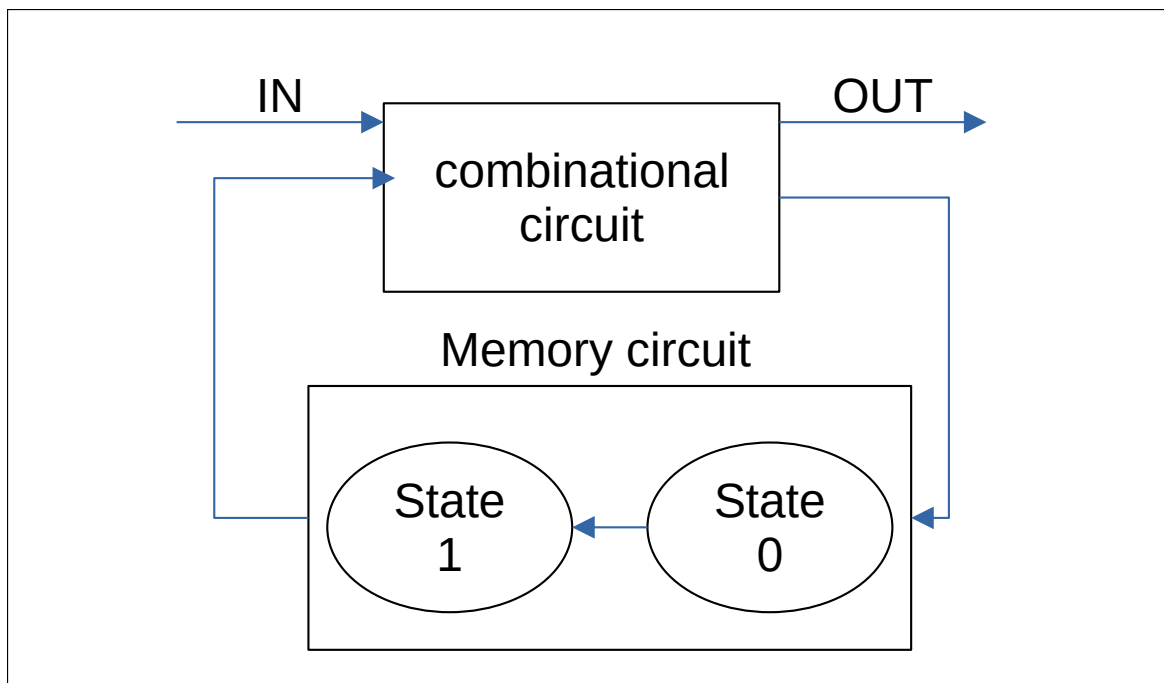 IN
OUT
combinational
circuit
Memory circuit
State
1
State
0